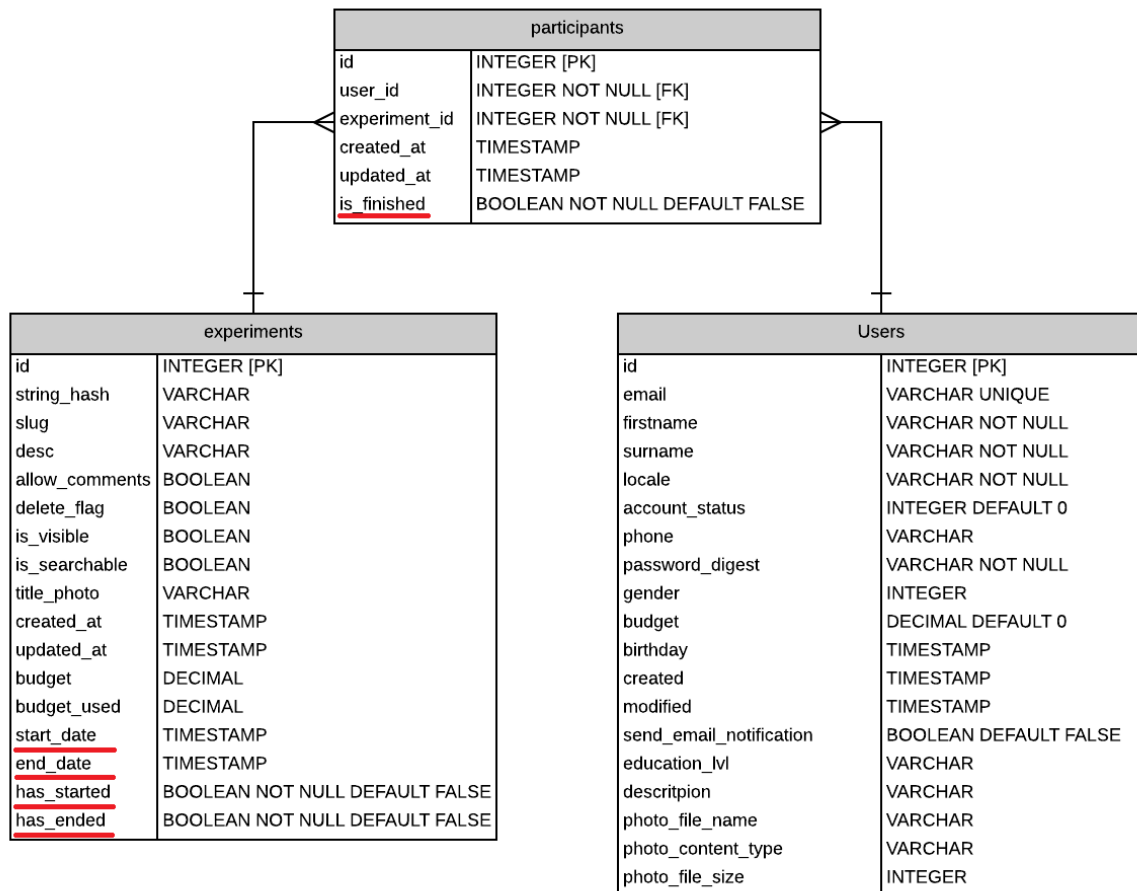 participants
id INTEGER [PK]
user_id INTEGER NOT NULL [FK]
experiment_id INTEGER NOT NULL [FK]
created_at TIMESTAMP
updated_at TIMESTAMP
is_finished BOOLEAN NOT NULL DEFAULT FALSE
experiments
id INTEGER [PK]
string_hash VARCHAR
slug VARCHAR
desc VARCHAR
allow_comments BOOLEAN
delete_flag BOOLEAN
is_visible BOOLEAN
is_searchable BOOLEAN
title_photo VARCHAR
created_at TIMESTAMP
updated_at TIMESTAMP
budget DECIMAL
budget_used DECIMAL
start_date TIMESTAMP
end_date TIMESTAMP
has_started BOOLEAN NOT NULL DEFAULT FALSE
has_ended BOOLEAN NOT NULL DEFAULT FALSE
Users
id INTEGER [PK]
email VARCHAR UNIQUE
firstname VARCHAR NOT NULL
surname VARCHAR NOT NULL
locale VARCHAR NOT NULL
account_status INTEGER DEFAULT 0
phone VARCHAR
password_digest VARCHAR NOT NULL
gender INTEGER
budget DECIMAL DEFAULT 0
birthday TIMESTAMP
created TIMESTAMP
modified TIMESTAMP
send_email_notification BOOLEAN DEFAULT FALSE
education_lvl VARCHAR
descritpion VARCHAR
photo_file_name VARCHAR
photo_content_type VARCHAR
photo_file_size INTEGER